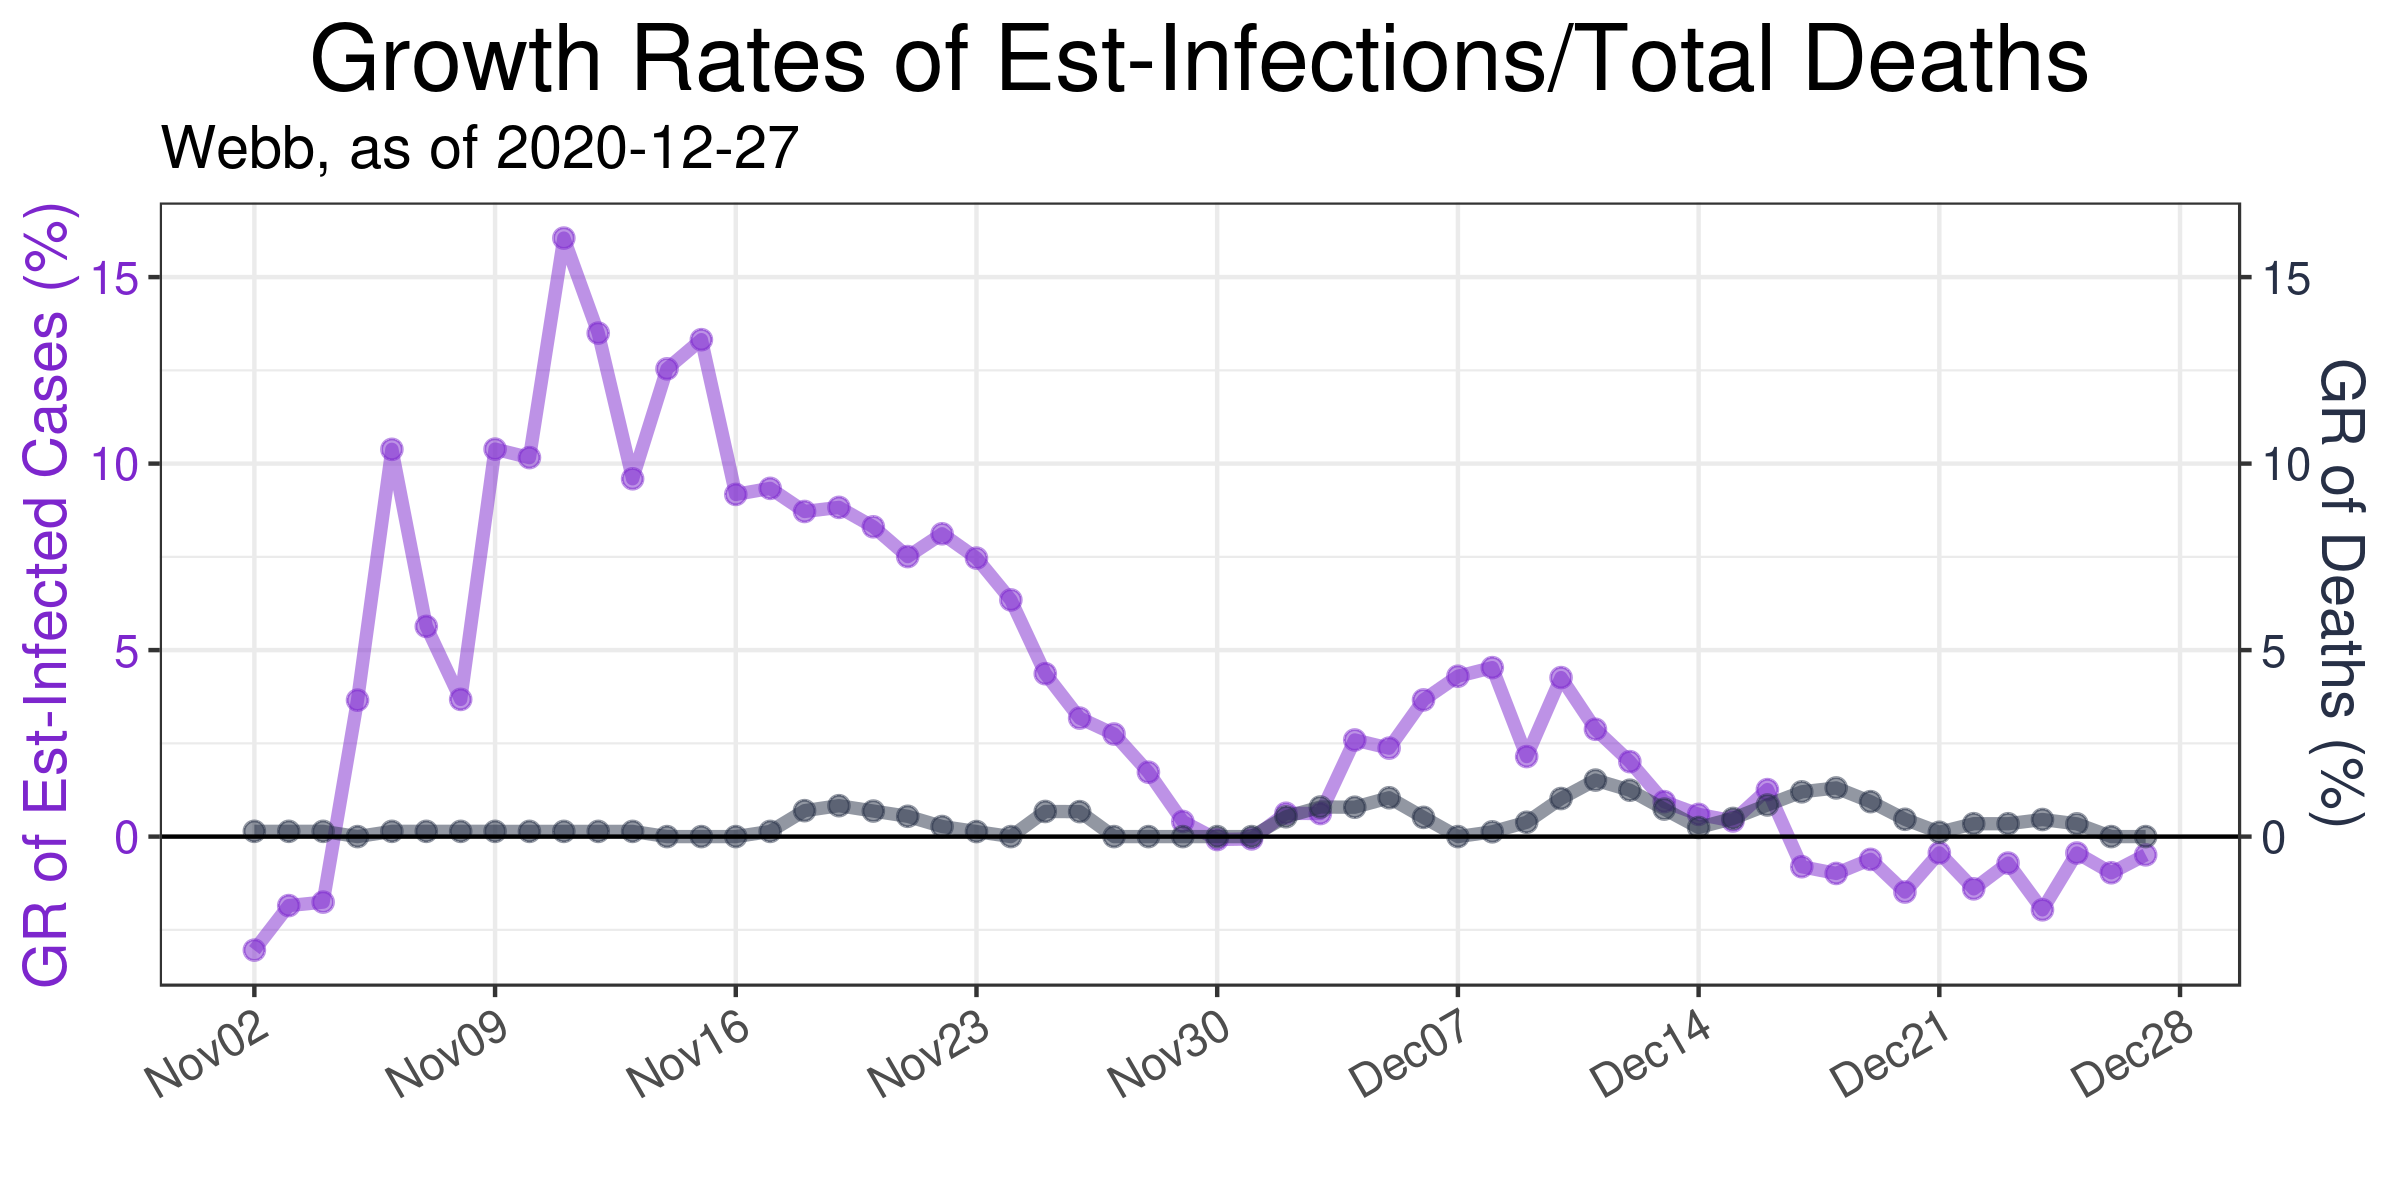 Growth Rates of Est-Infections/Total Deaths
Webb, as of 2020-12-27
GR of Est-Infected Cases (%)
15
10
5
0
15
10
5
0
GR of Deaths (%)
Nov02
Nov09
Nov16
Nov23
Nov30
Dec07
Dec14
Dec21
Dec28